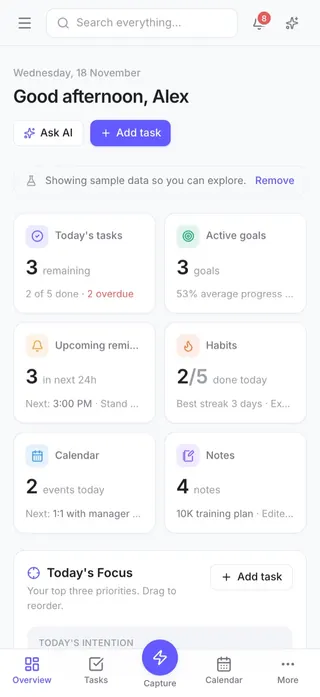 Search everything...
8
Wednesday, 18 November
Good afternoon, Alex
Ask AI
+ Add task
Showing sample data so you can explore. Remove
Today's tasks
3 remaining
2 of 5 done · 2 overdue
Active goals
3 goals
53% average progress ...
Upcoming remi...
3 in next 24h
Next: 3:00 PM · Stand ...
Habits
2/5 done today
Best streak 3 days · Ex...
Calendar
2 events today
Next: 1:1 with manager ...
Notes
4 notes
10K training plan · Edite...
Today's Focus
+ Add task
Your top three priorities. Drag to
reorder.
TODAY'S INTENTION
Overview
Tasks
Capture
Calendar
More